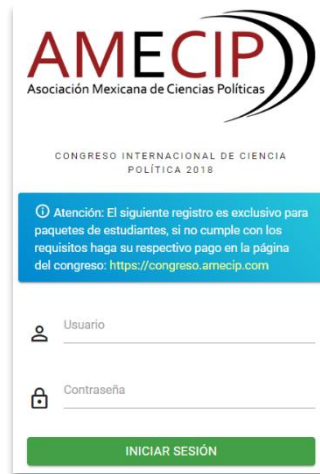 AMECIP
Asociación Mexicana de Ciencias Políticas
CONGRESO INTERNACIONAL DE CIENCIA
POLÍTICA 2018
Atención: El siguiente registro es exclusivo para
paquetes de estudiantes, si no cumple con los
requisitos haga su respectivo pago en la página
del congreso: https://congreso.amecip.com
Usuario
Contraseña
INICIAR SESIÓN